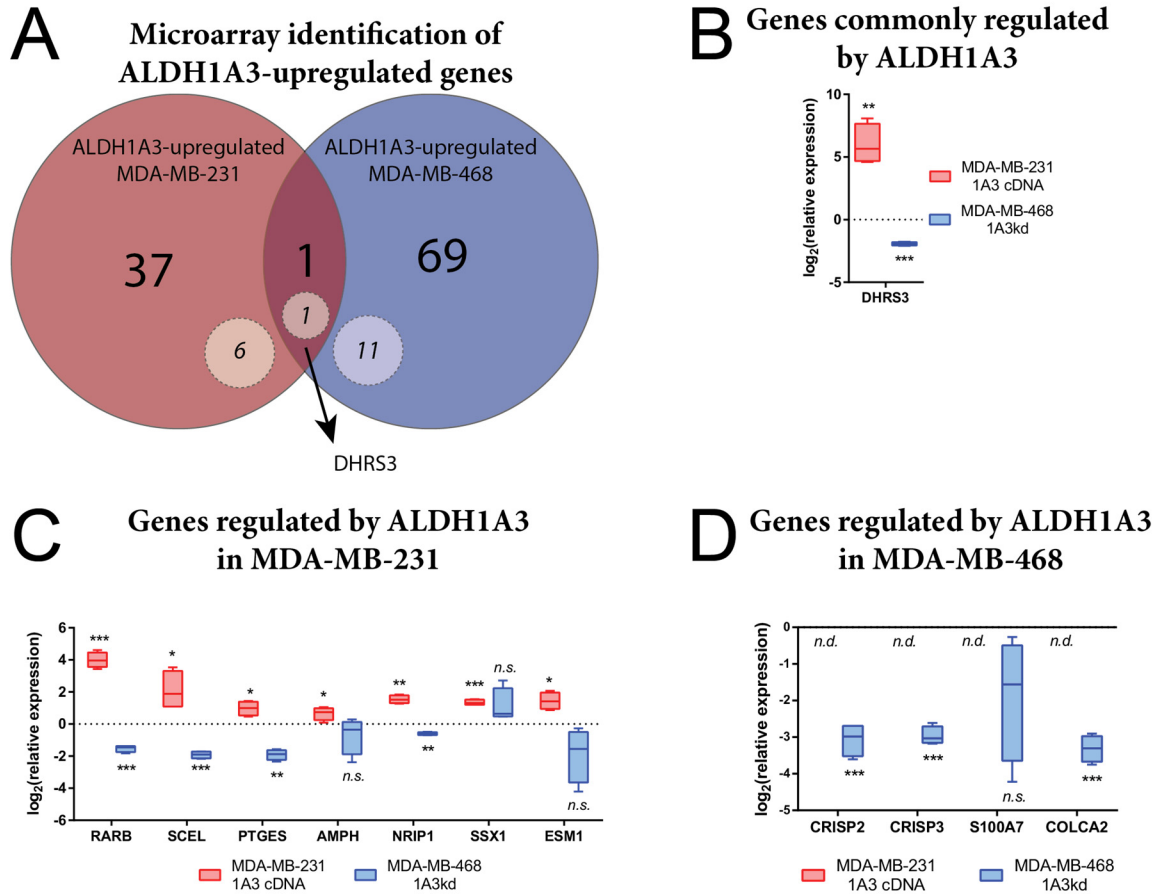 A
Microarray identification of
ALDH1A3-upregulated genes
ALDH1A3-upregulated
MDA-MB-231
ALDH1A3-upregulated
MDA-MB-468
37
1
69
6
1
11
DHRS3
B
Genes commonly regulated
by ALDH1A3
log2(relative expression)
10
5
0
-5
**
***
DHRS3
MDA-MB-231
1A3 cDNA
MDA-MB-468
1A3kd
C
Genes regulated by ALDH1A3
in MDA-MB-231
log2(relative expression)
6
4
2
0
-2
-4
-6
*** * * * ** *** n.s. *
*** *** ** n.s. ** n.s.
RARB SCEL PTGES AMPH NRIP1 SSX1 ESM1
MDA-MB-231
1A3 cDNA
MDA-MB-468
1A3kd
D
Genes regulated by ALDH1A3
in MDA-MB-468
log2(relative expression)
0
-1
-2
-3
-4
-5
n.d. n.d. n.d. n.d.
*** *** n.s. ***
CRISP2 CRISP3 S100A7 COLCA2
MDA-MB-231
1A3 cDNA
MDA-MB-468
1A3kd